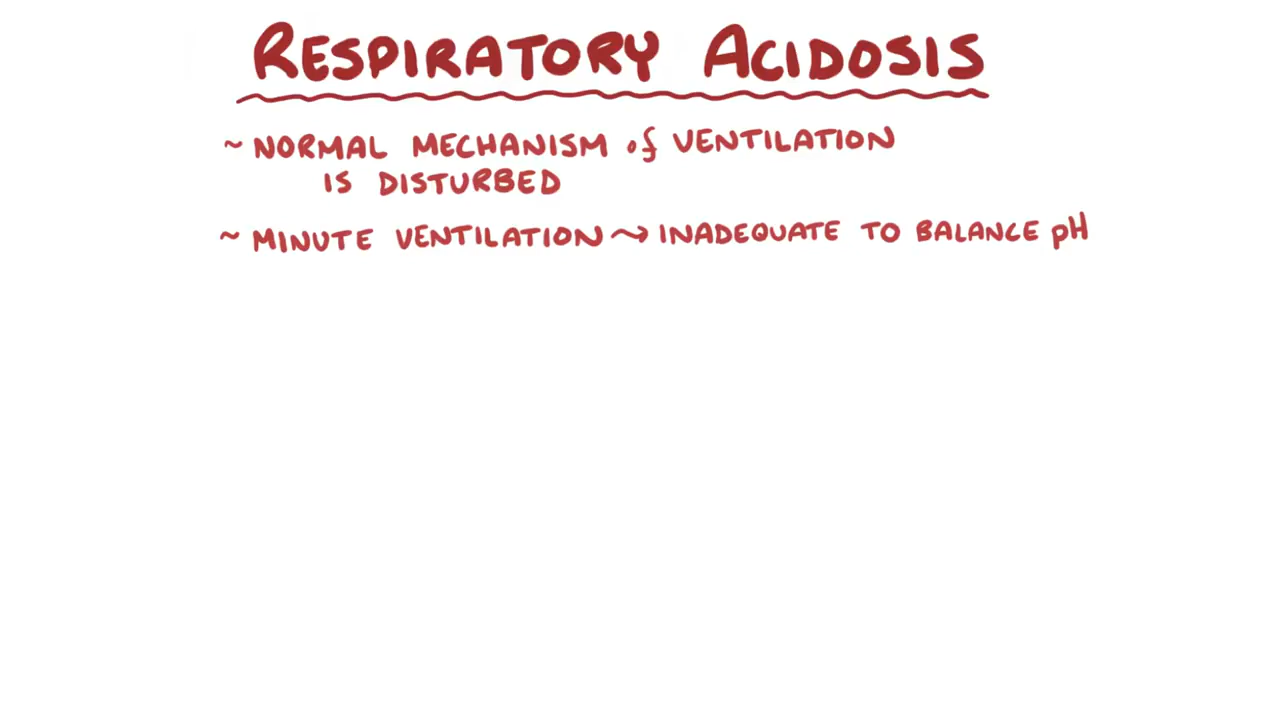 RESPIRATORY ACIDOSIS
~ NORMAL MECHANISM of VENTILATION
IS DISTURBED
~ MINUTE VENTILATION ⇝ INADEQUATE TO BALANCE pH